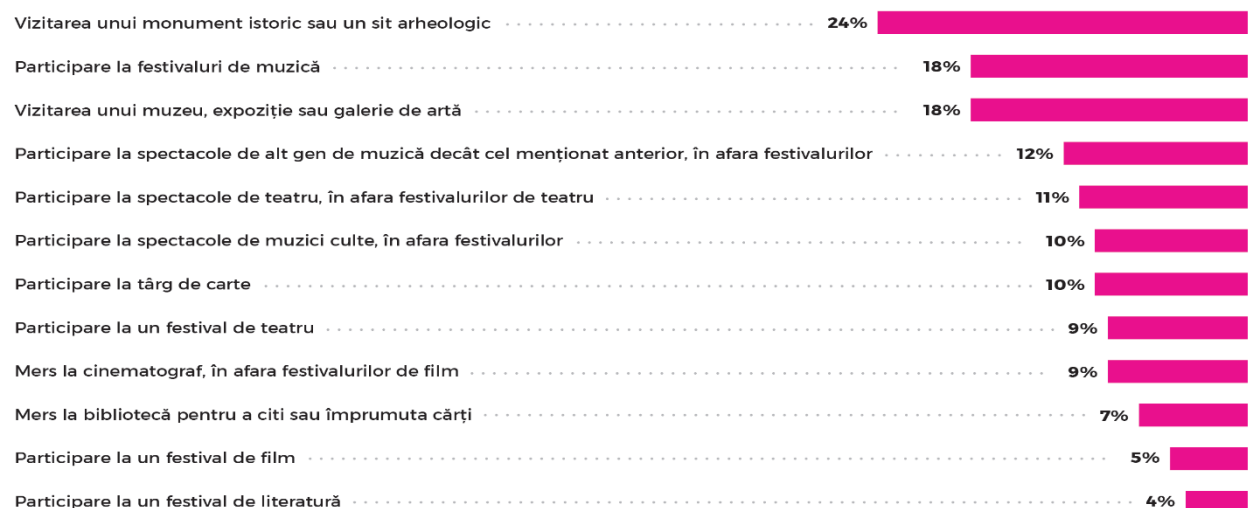 Vizitarea unui monument istoric sau un sit arheologic 24%
Participare la festivaluri de muzică 18%
Vizitarea unui muzeu, expoziție sau galerie de artă 18%
Participare la spectacole de alt gen de muzică decât cel menționat anterior, în afara festivalurilor 12%
Participare la spectacole de teatru, în afara festivalurilor de teatru 11%
Participare la spectacole de muzici culte, în afara festivalurilor 10%
Participare la târg de carte 10%
Participare la un festival de teatru 9%
Mers la cinematograf, în afara festivalurilor de film 9%
Mers la bibliotecă pentru a citi sau împrumuta cărți 7%
Participare la un festival de film 5%
Participare la un festival de literatură 4%